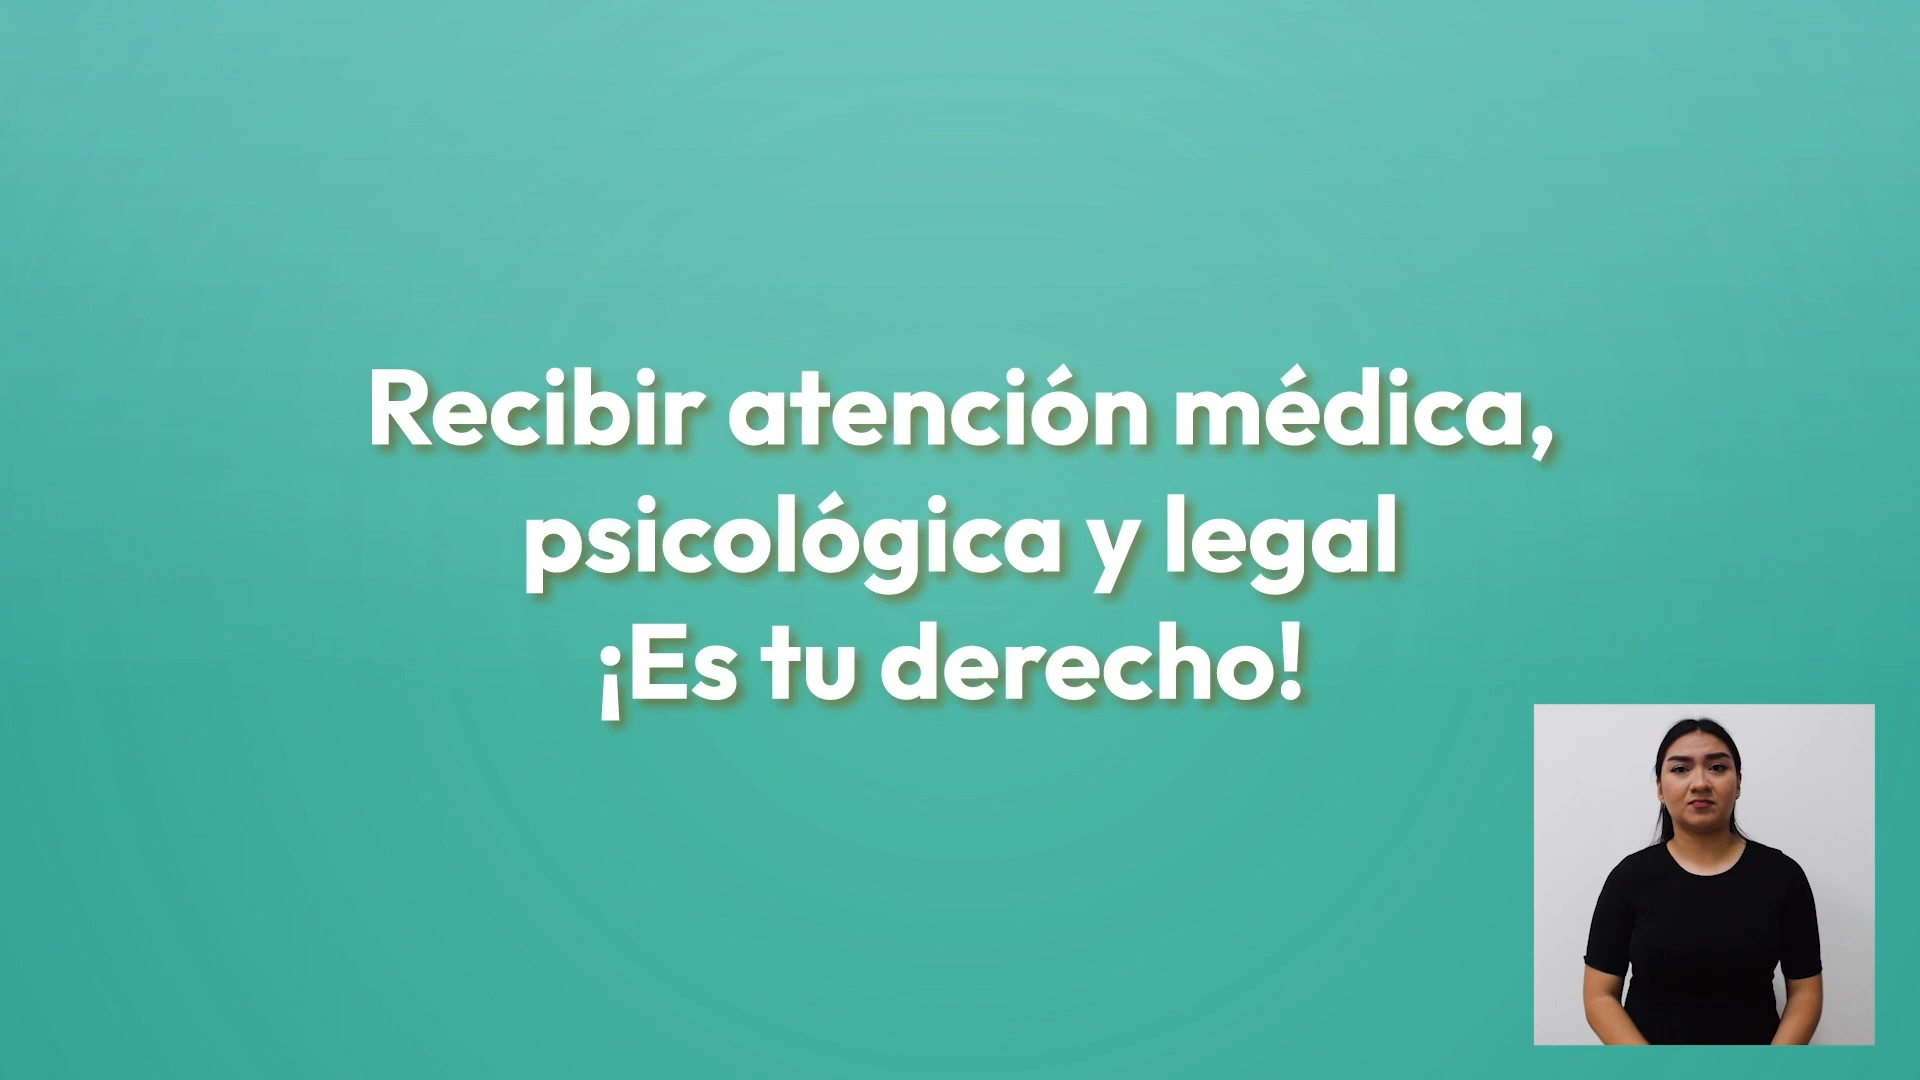 Recibir atención médica,
psicológica y legal
¡Es tu derecho!